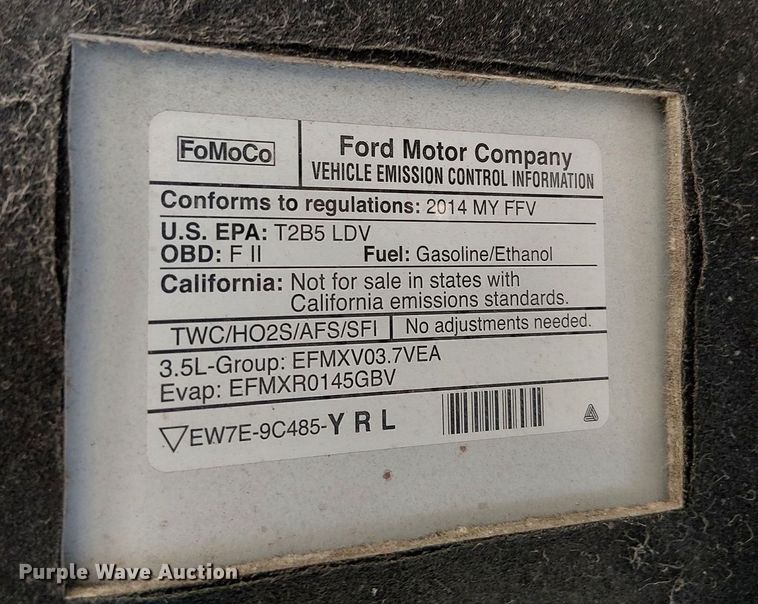 FoMoCo
Ford Motor Company
VEHICLE EMISSION CONTROL INFORMATION
Conforms to regulations: 2014 MY FFV
U.S. EPA: T2B5 LDV
OBD: F II Fuel: Gasoline/Ethanol
California: Not for sale in states with
California emissions standards.
TWC/HO2S/AFS/SFI No adjustments needed.
3.5L-Group: EFMXV03.7VEA
Evap: EFMXR0145GBV
EW7E-9C485-Y R L
Purple Wave Auction